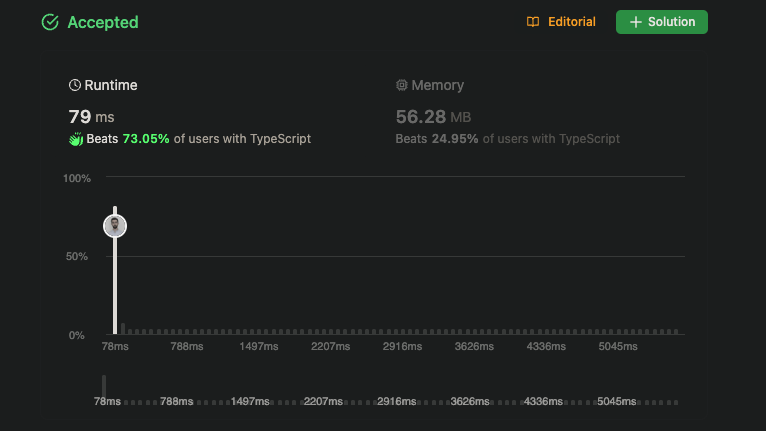 Accepted
Editorial
Solution
Runtime
Memory
79 ms
56.28 MB
Beats 73.05% of users with TypeScript
Beats 24.95% of users with TypeScript
100%
50%
0%
78ms 788ms 1497ms 2207ms 2916ms 3626ms 4336ms 5045ms
78ms 788ms 1497ms 2207ms 2916ms 3626ms 4336ms 5045ms